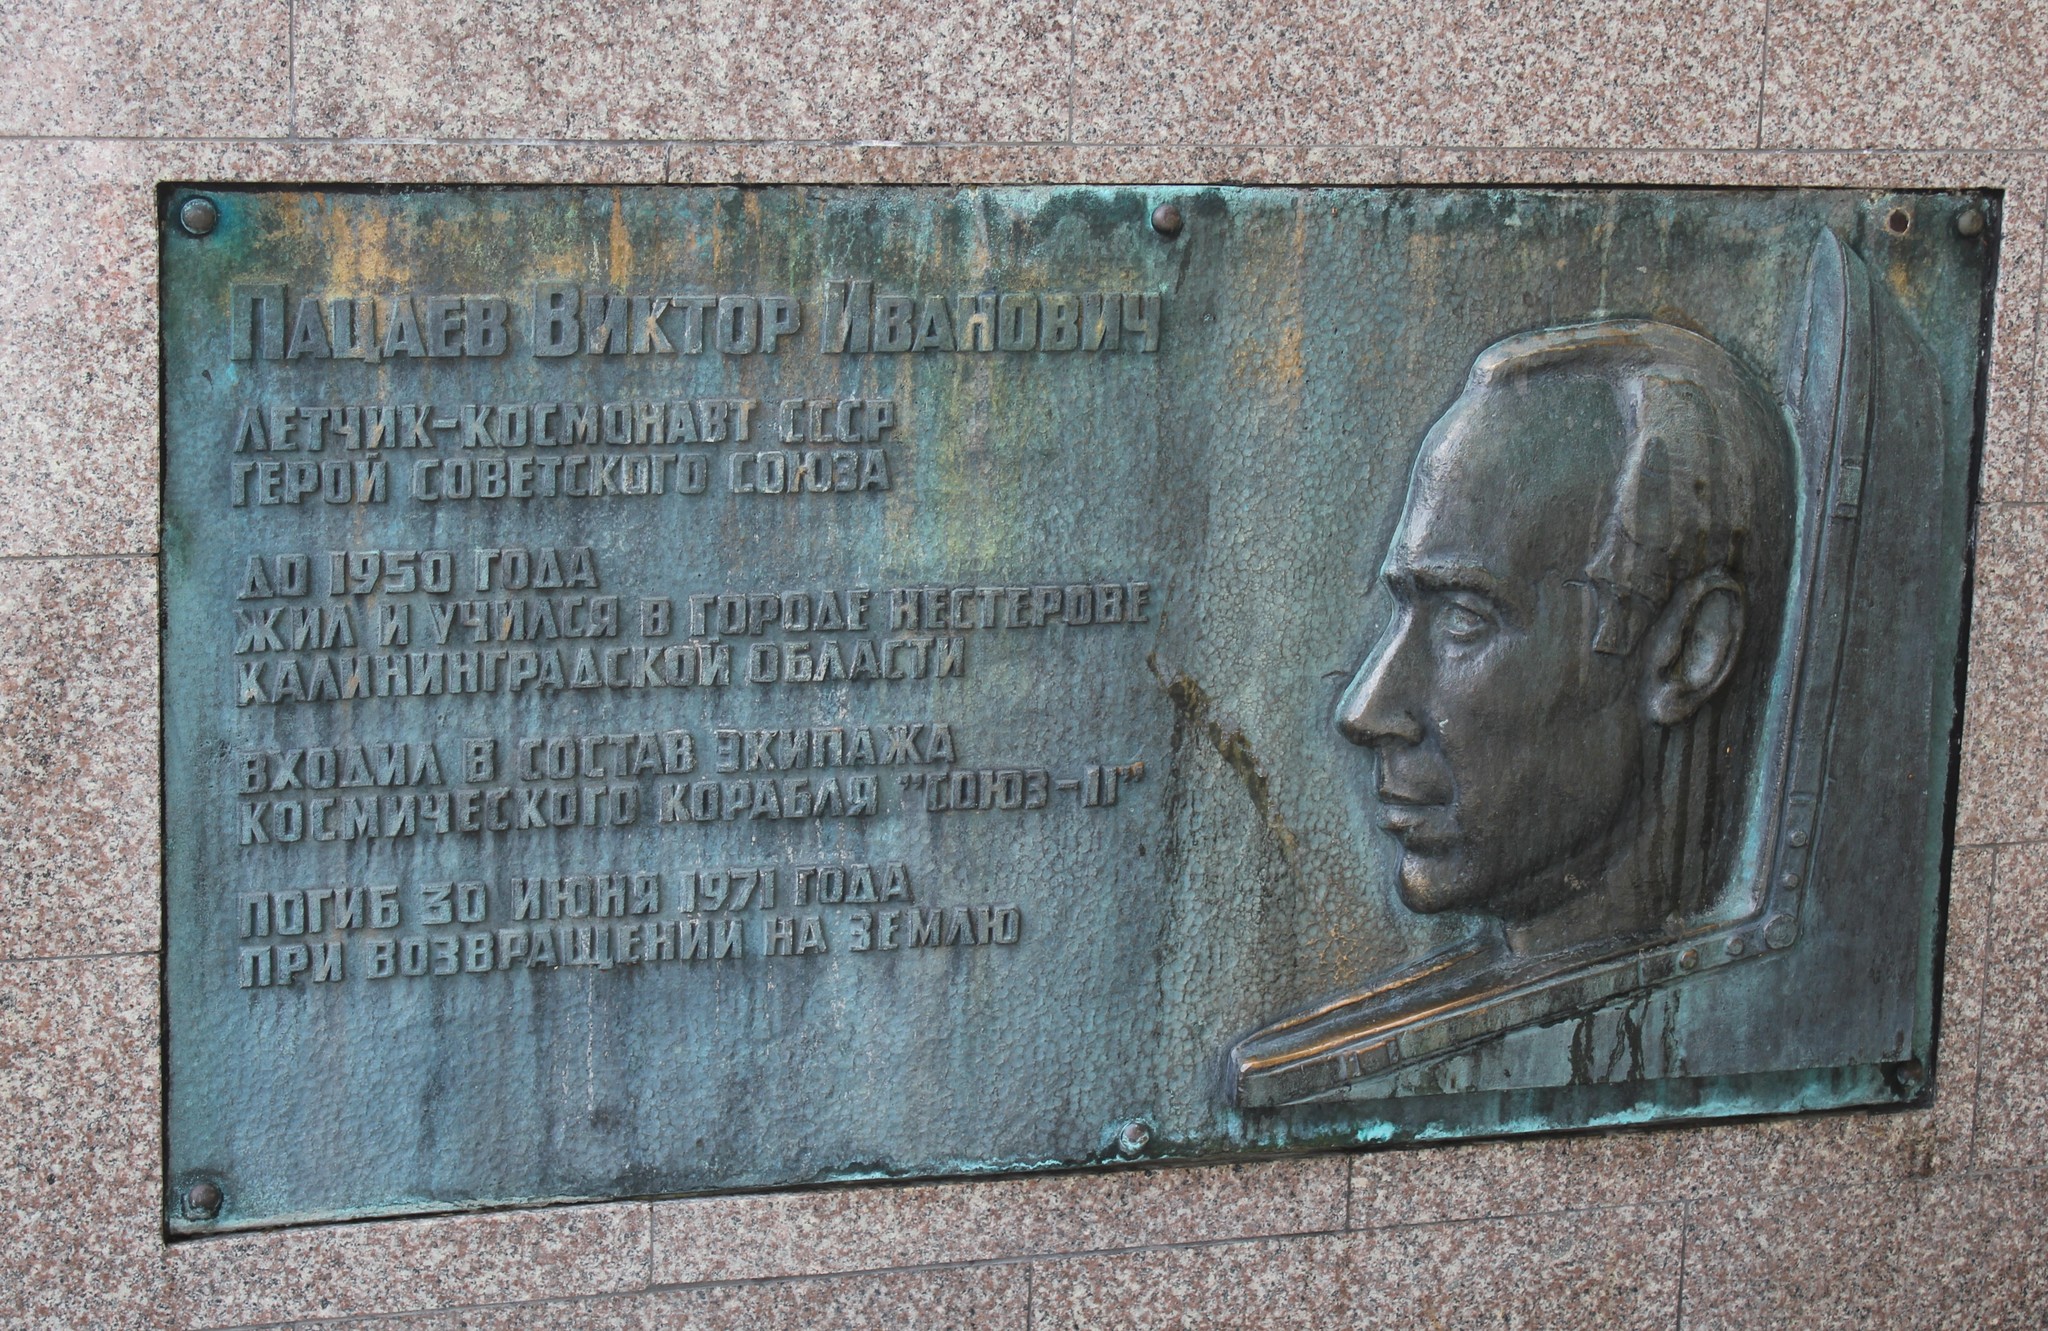 Пацаев Виктор Иванович
ЛЕТЧИК-КОСМОНАВТ СССР
ГЕРОЙ СОВЕТСКОГО СОЮЗА
ДО 1950 ГОДА
ЖИЛ И УЧИЛСЯ В ГОРОДЕ НЕСТЕРОВЕ
КАЛИНИНГРАДСКОЙ ОБЛАСТИ
ВХОДИЛ В СОСТАВ ЭКИПАЖА
КОСМИЧЕСКОГО КОРАБЛЯ "СОЮЗ-11"
ПОГИБ 30 ИЮНЯ 1971 ГОДА
ПРИ ВОЗВРАЩЕНИИ НА ЗЕМЛЮ